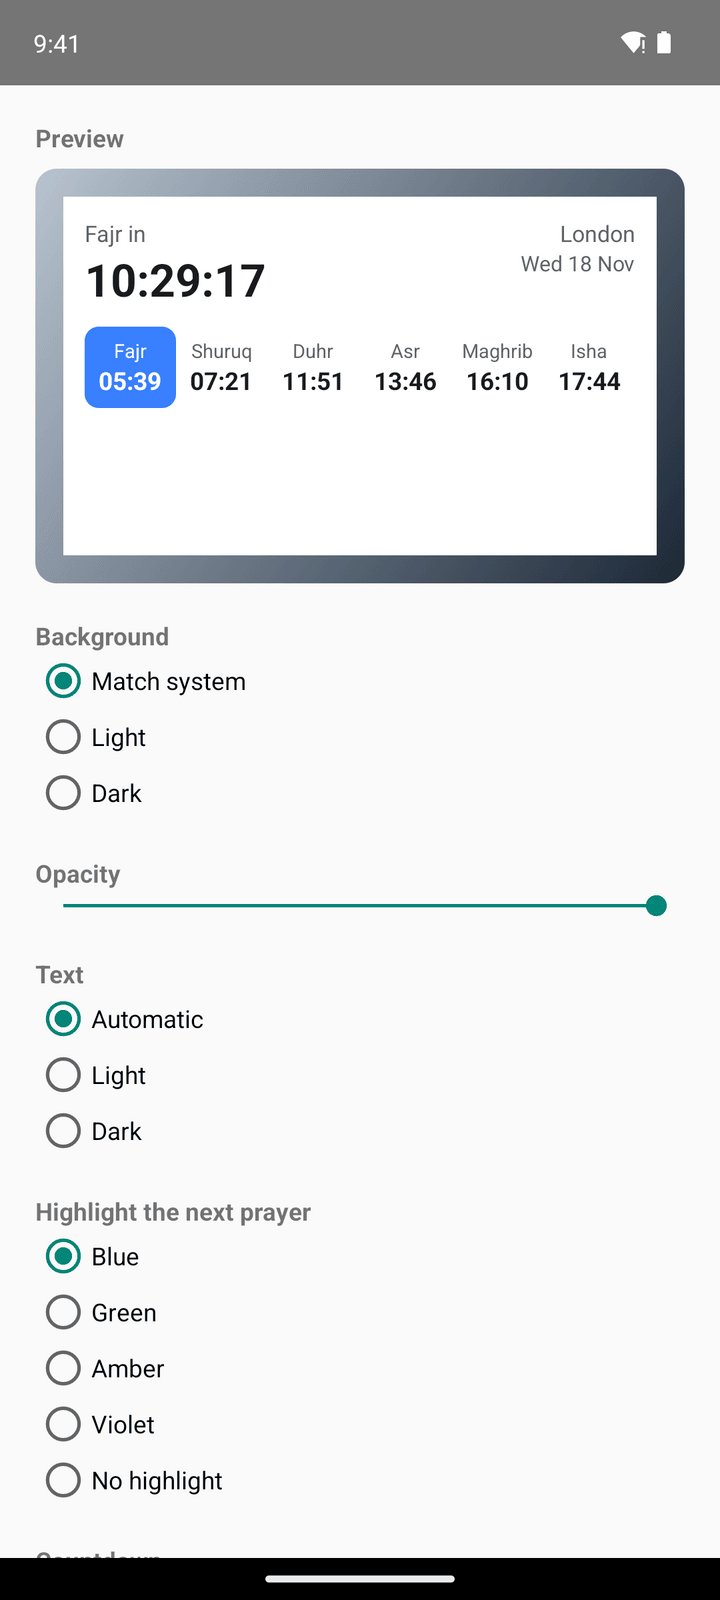 9:41
Preview
Fajr in
London
10:29:17
Wed 18 Nov
Fajr Shuruq Duhr Asr Maghrib Isha
05:39 07:21 11:51 13:46 16:10 17:44
Background
Match system
Light
Dark
Opacity
Text
Automatic
Light
Dark
Highlight the next prayer
Blue
Green
Amber
Violet
No highlight